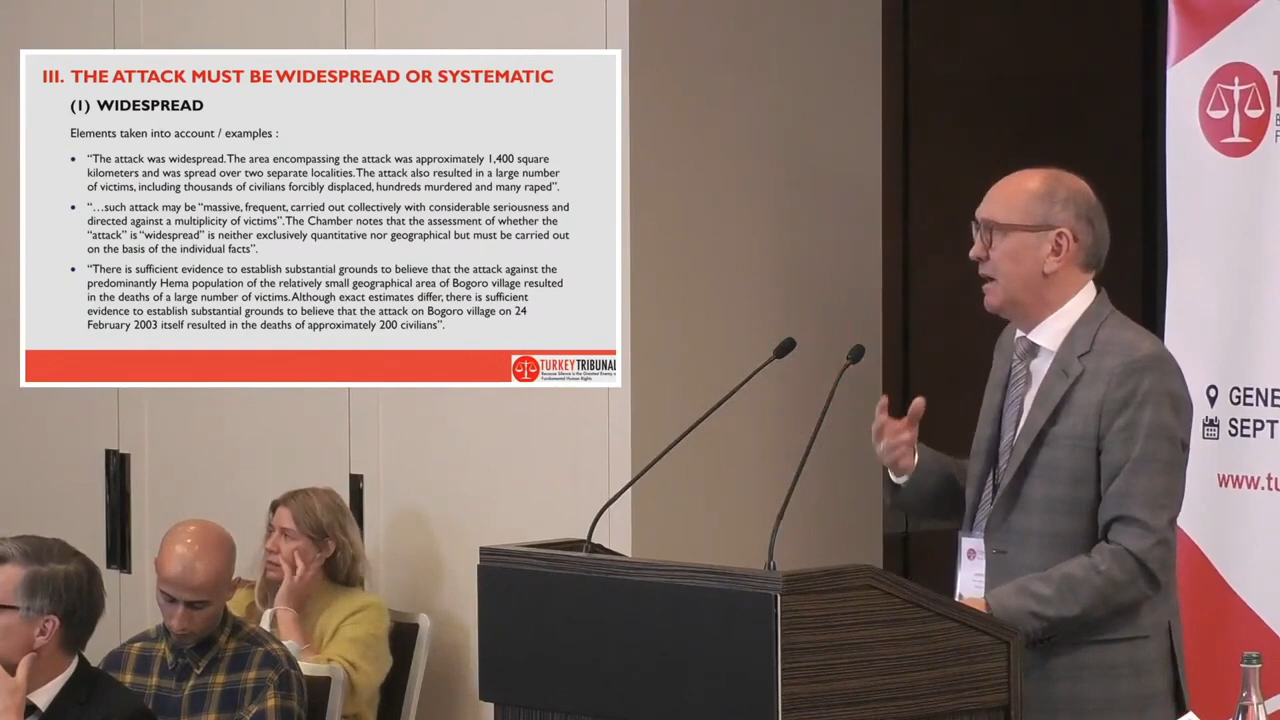 III. THE ATTACK MUST BE WIDESPREAD OR SYSTEMATIC
(1) WIDESPREAD
Elements taken into account / examples :
• “The attack was widespread. The area encompassing the attack was approximately 1,400 square
kilometers and was spread over two separate localities. The attack also resulted in a large number
of victims, including thousands of civilians forcibly displaced, hundreds murdered and many raped”.
• “…such attack may be “massive, frequent, carried out collectively with considerable seriousness and
directed against a multiplicity of victims”. The Chamber notes that the assessment of whether the
“attack” is “widespread” is neither exclusively quantitative nor geographical but must be carried out
on the basis of the individual facts”.
• “There is sufficient evidence to establish substantial grounds to believe that the attack against the
predominantly Hema population of the relatively small geographical area of Bogoro village resulted
in the deaths of a large number of victims. Although exact estimates differ, there is sufficient
evidence to establish substantial grounds to believe that the attack on Bogoro village on 24
February 2003 itself resulted in the deaths of approximately 200 civilians”.
TURKEY TRIBUNAL
Because Silence is the Greatest Enemy o
Fundamental Human Rights
GENE
SEPT
www.tu